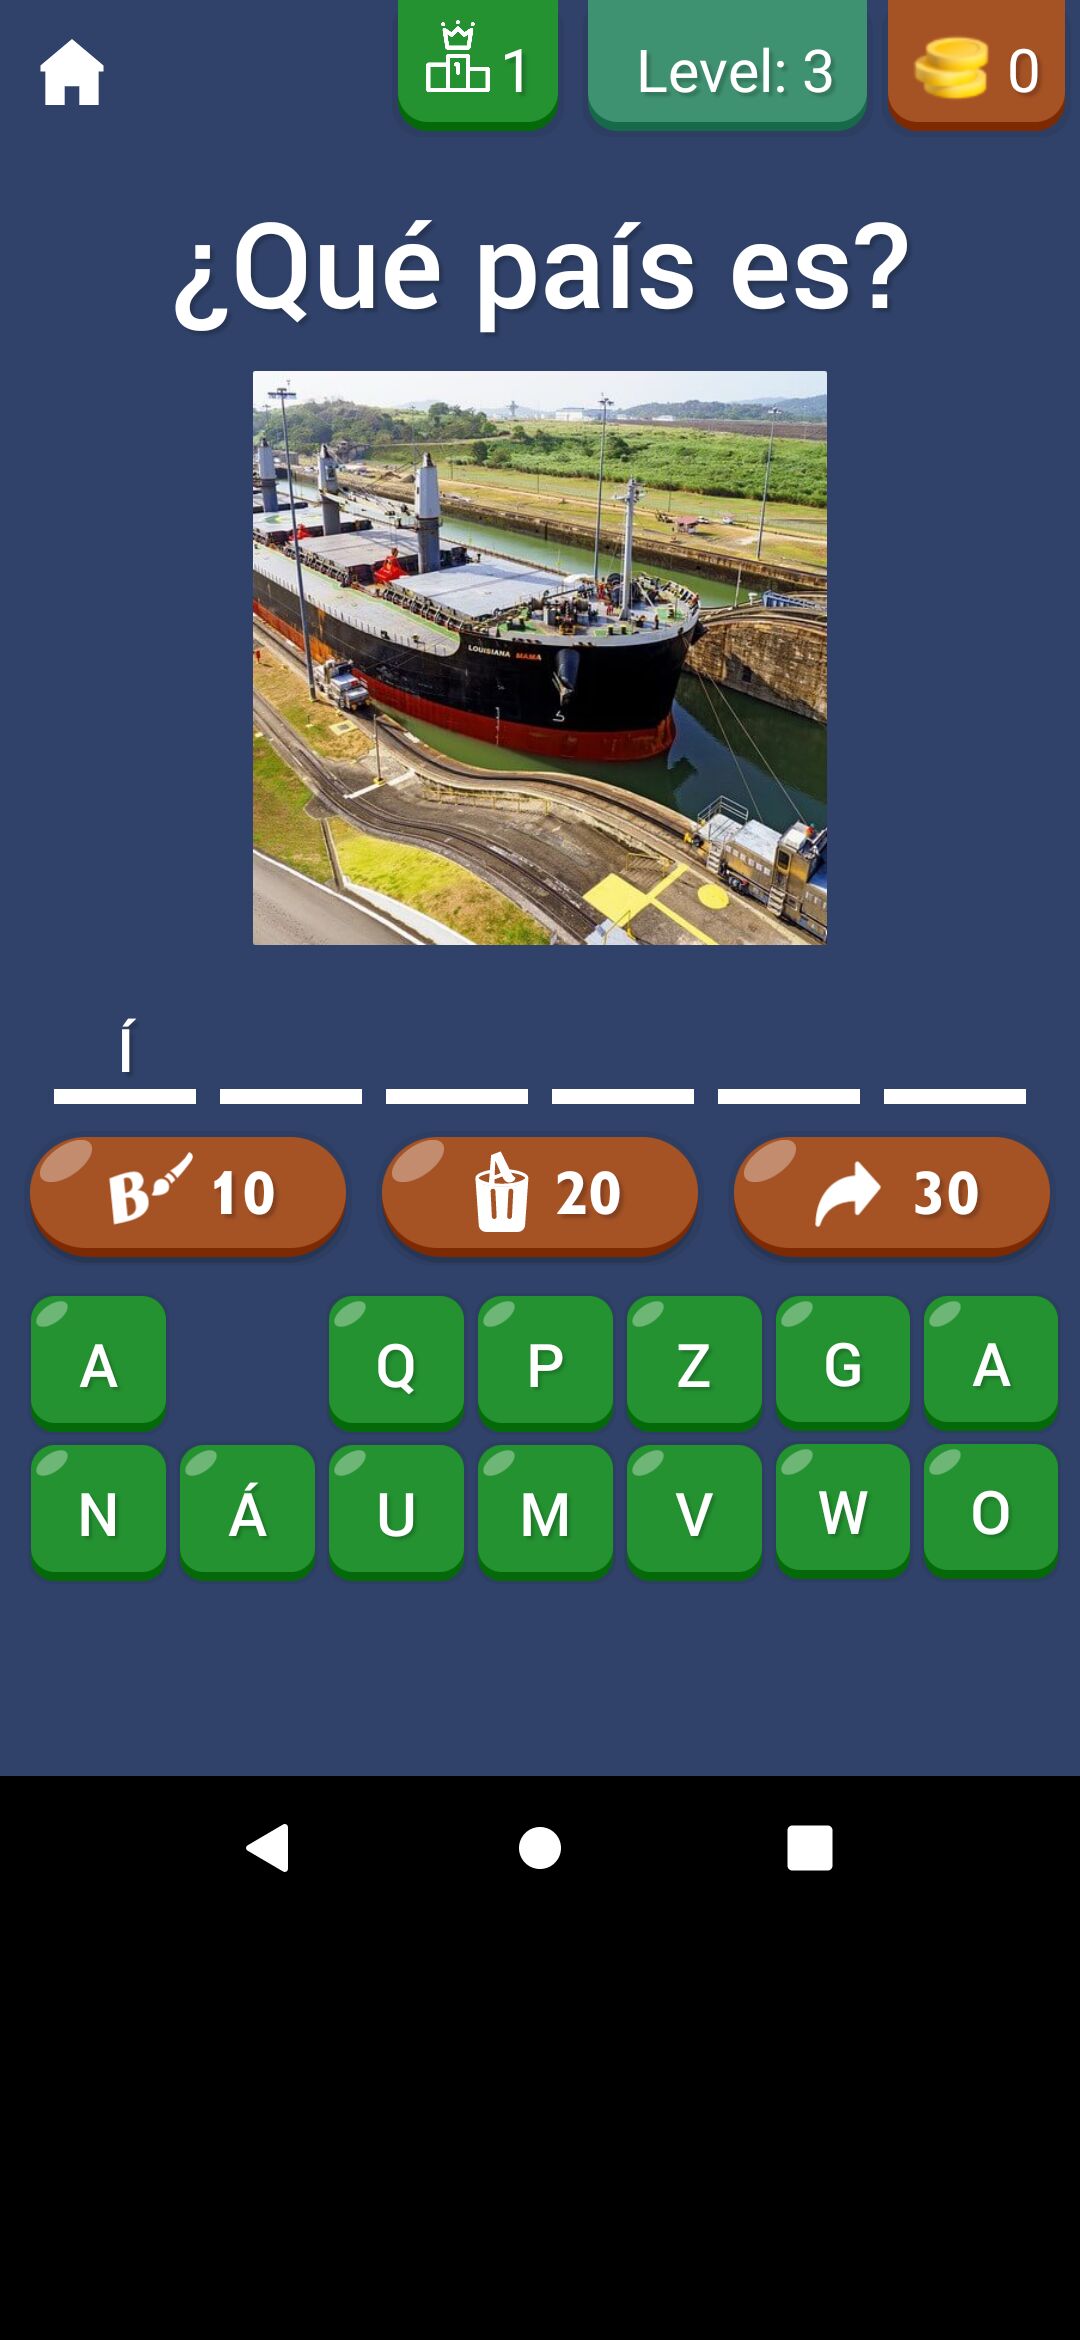 1 Level: 3 0
¿Qué país es?
LOUISIANA MAMA
Í
B 10 20 30
A Q P Z G A
N Á U M V W O